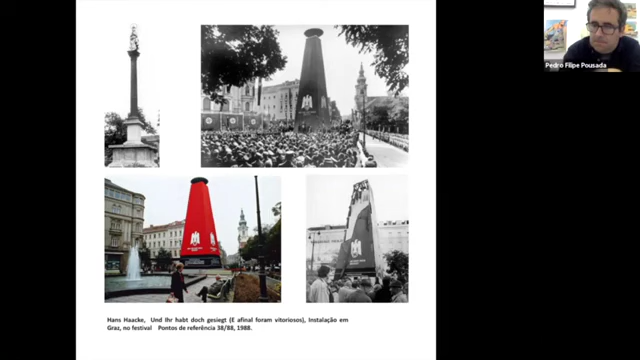 Pedro Filipe Pousada
Hans Haacke, Und Ihr habt doch gesiegt (E afinal foram vitoriosos), Instalação em
Graz, no festival Pontos de referência 38/88, 1988.